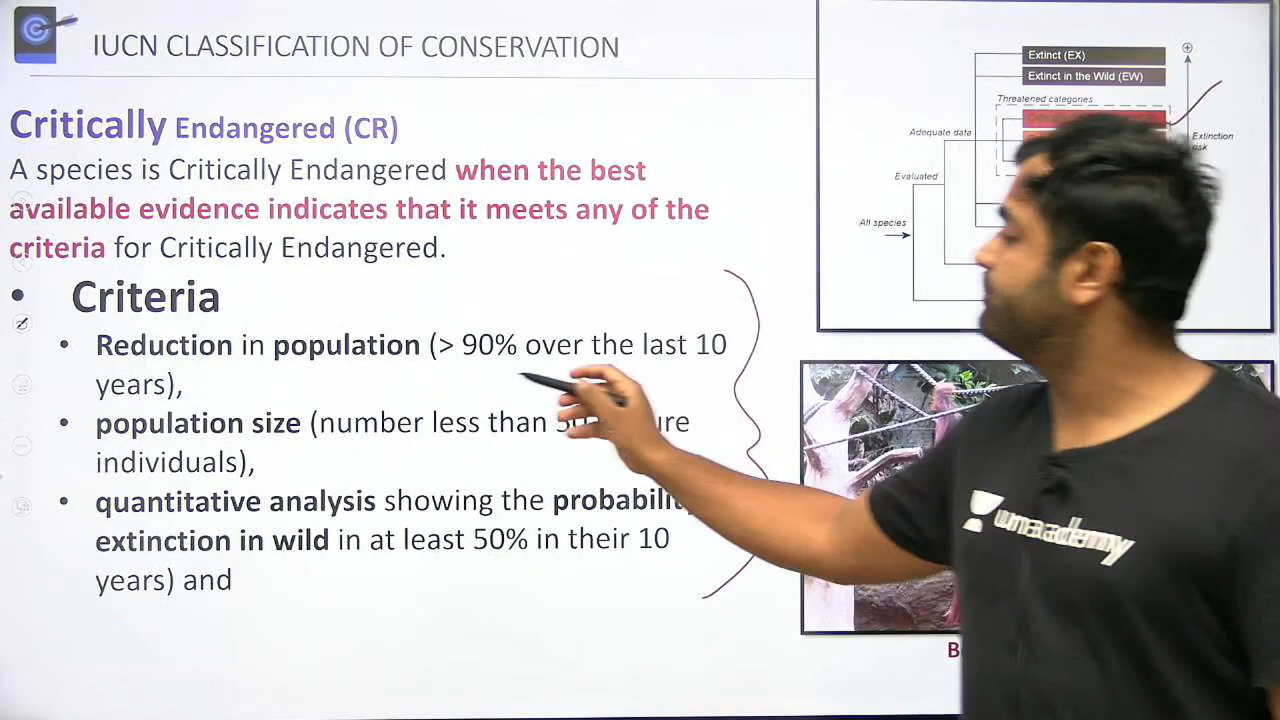 IUCN CLASSIFICATION OF CONSERVATION
Critically Endangered (CR)
A species is Critically Endangered when the best
available evidence indicates that it meets any of the
criteria for Critically Endangered.
• Criteria
• Reduction in population (> 90% over the last 10
years),
• population size (number less than
individuals),
• quantitative analysis showing the
extinction in wild in at least 50% in their 10
years) and
Extinct (EX)
Extinct in the Wild (EW)
Threatened categories
Adequate data
Extinction
Evaluated
All species
unacademy